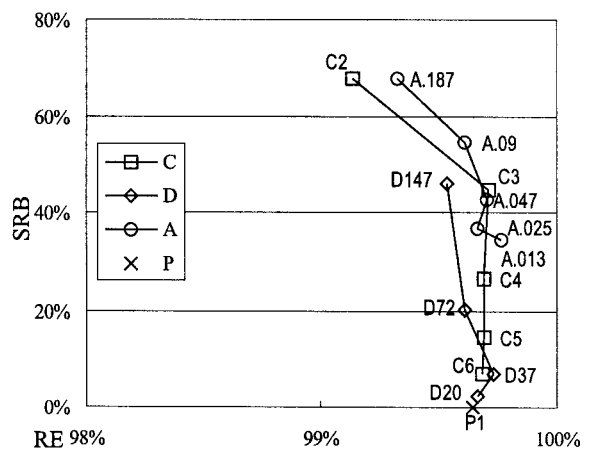 80%
C2
A.187
60%
A.09
C
D
A
P
D147
C3
A.047
SRB
40%
A.025
A.013
C4
20%
D72
C5
C6
D37
D20
0%
P1
RE 98% 99% 100%